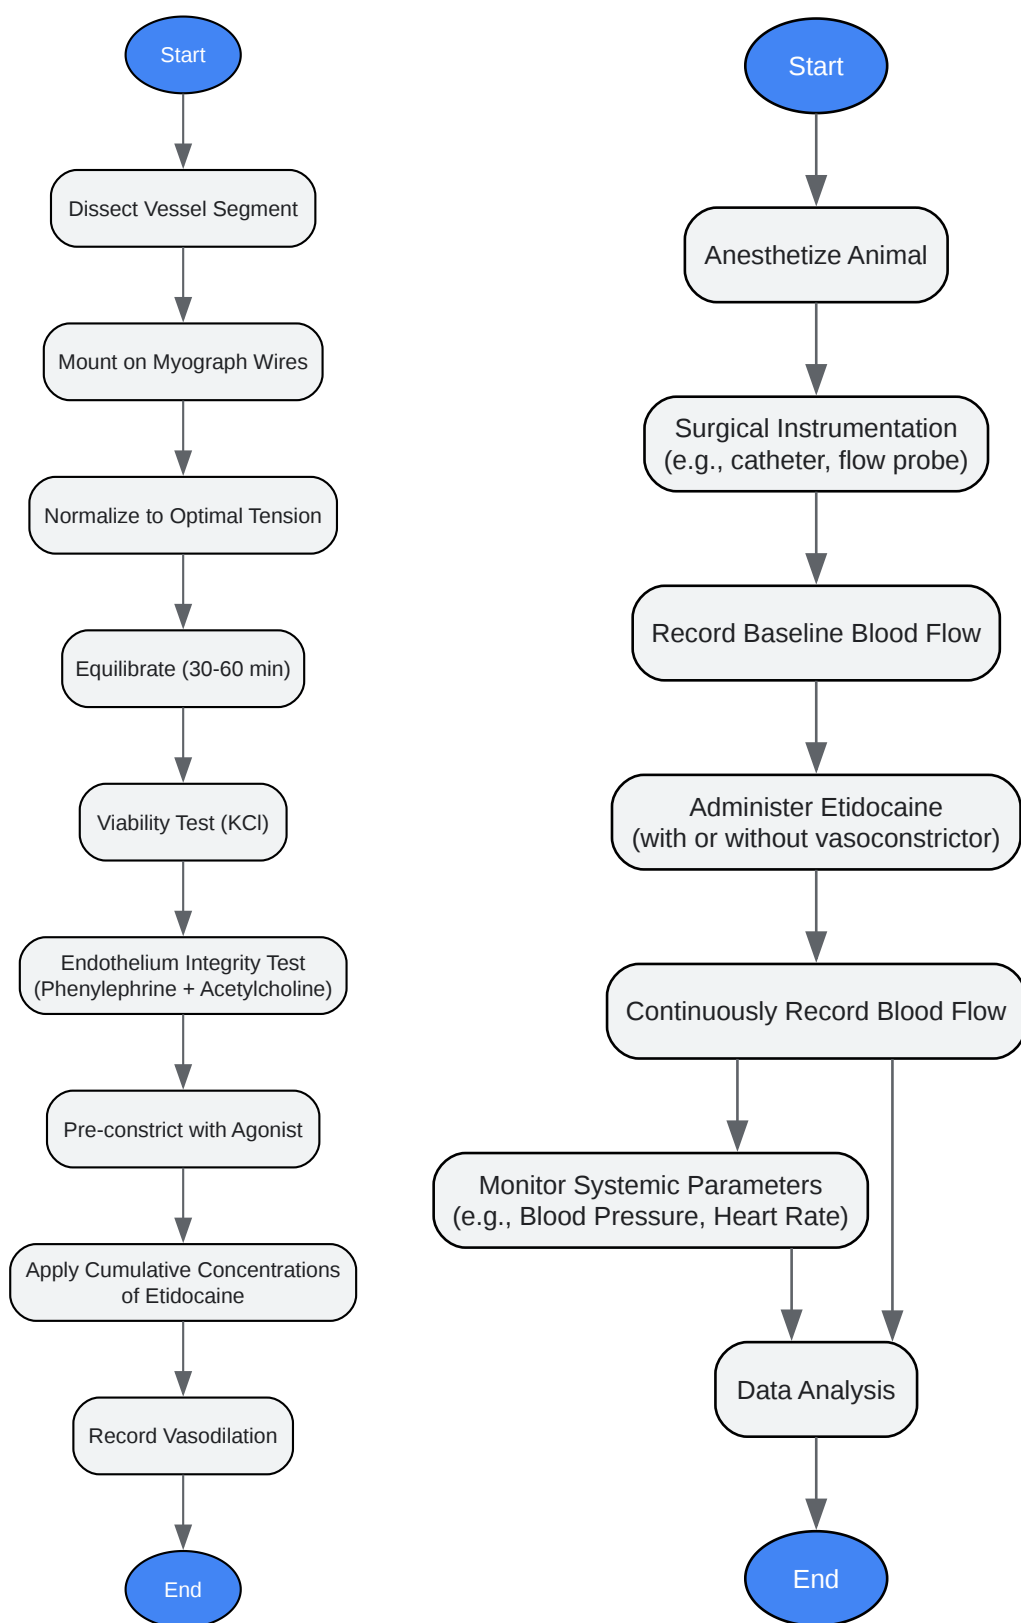 Start
Dissect Vessel Segment
Mount on Myograph Wires
Normalize to Optimal Tension
Equilibrate (30-60 min)
Viability Test (KCl)
Endothelium Integrity Test
(Phenylephrine + Acetylcholine)
Pre-constrict with Agonist
Apply Cumulative Concentrations
of Etidocaine
Record Vasodilation
End
Start
Anesthetize Animal
Surgical Instrumentation
(e.g., catheter, flow probe)
Record Baseline Blood Flow
Administer Etidocaine
(with or without vasoconstrictor)
Continuously Record Blood Flow
Monitor Systemic Parameters
(e.g., Blood Pressure, Heart Rate)
Data Analysis
End